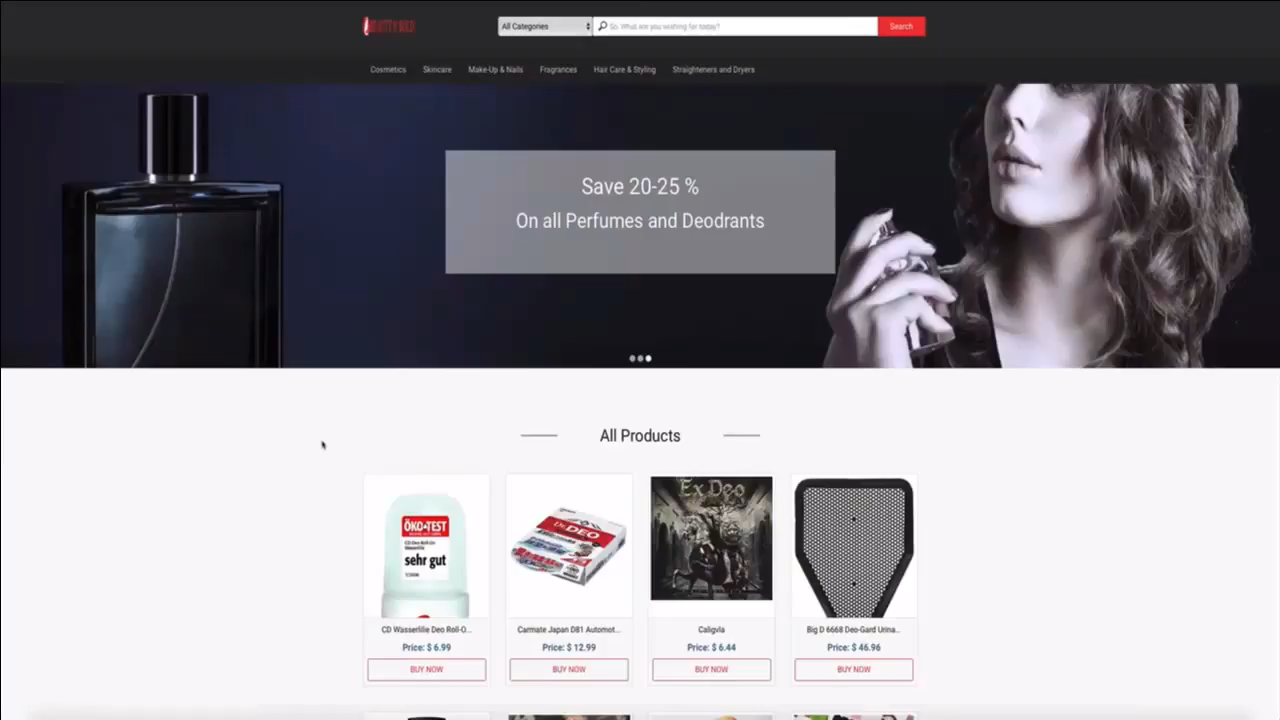 All Categories
So. What are you wishing for today?
Search
Cosmetics
Skincare
Make-Up & Nails
Fragrances
Hair Care & Styling
Straighteners and Dryers
Save 20-25 %
On all Perfumes and Deodrants
All Products
ÖKO-TEST
CD Deo Roll-On
Wasserlilie
sehr gut
Dr.DEO
Ex Deo
CD Wasserlilie Deo Roll-O...
Carmate Japan D81 Automot...
Caligvla
Big D 6668 Deo-Gard Urina...
Price: $ 6.99
Price: $ 12.99
Price: $ 6.44
Price: $ 46.96
BUY NOW
BUY NOW
BUY NOW
BUY NOW